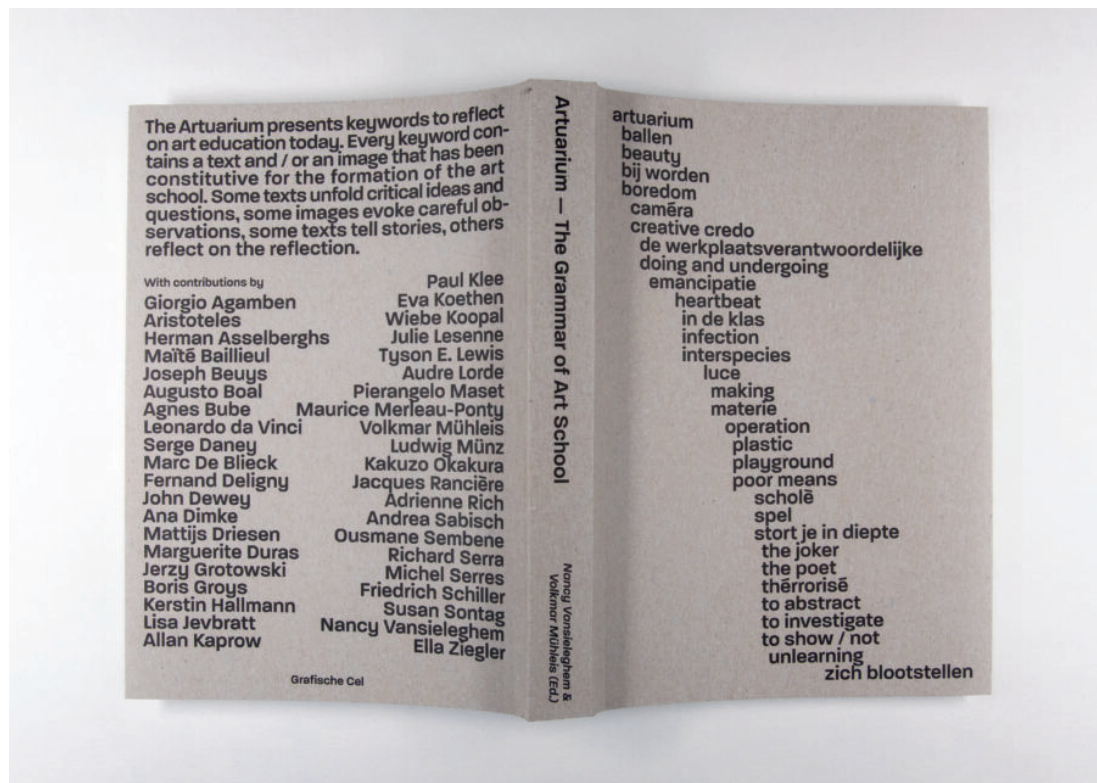 The Artuarium presents keywords to reflect
on art education today. Every keyword con-
tains a text and / or an image that has been
constitutive for the formation of the art
school. Some texts unfold critical ideas and
questions, some images evoke careful ob-
servations, some texts tell stories, others
reflect on the reflection.
With contributions by
Giorgio Agamben
Aristoteles
Herman Asselberghs
Maïté Baillieul
Joseph Beuys
Augusto Boal
Agnes Bube
Leonardo da Vinci
Serge Daney
Marc De Blieck
Fernand Deligny
John Dewey
Ana Dimke
Mattijs Driesen
Marguerite Duras
Jerzy Grotowski
Boris Groys
Kerstin Hallmann
Lisa Jevbratt
Allan Kaprow
Paul Klee
Eva Koethen
Wiebe Koopal
Julie Lesenne
Tyson E. Lewis
Audre Lorde
Pierangelo Maset
Maurice Merleau-Ponty
Volkmar Mühleis
Ludwig Münz
Kakuzo Okakura
Jacques Rancière
Adrienne Rich
Andrea Sabisch
Ousmane Sembene
Richard Serra
Michel Serres
Friedrich Schiller
Susan Sontag
Nancy Vansieleghem
Ella Ziegler
Grafische Cel
Artuarium — The Grammar of Art School
Nancy Vansieleghem &
Volkmar Mühleis (Ed.)
artuarium
ballen
beauty
bij worden
boredom
caméra
creative credo
de werkplaatsverantwoordelijke
doing and undergoing
emancipatie
heartbeat
in de klas
infection
interspecies
luce
making
materie
operation
plastic
playground
poor means
scholè
spel
stort je in diepte
the joker
the poet
thérrorisé
to abstract
to investigate
to show / not
unlearning
zich blootstellen